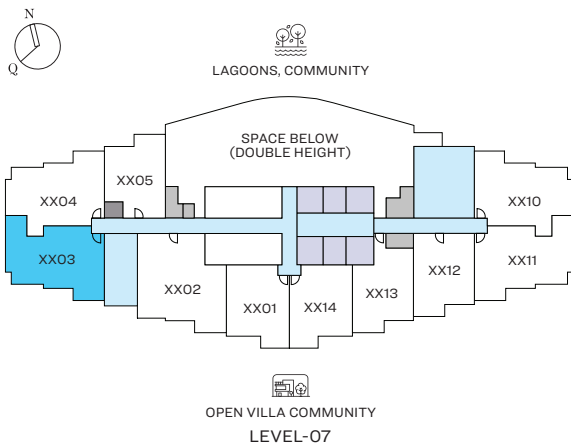 N
Q
LAGOONS, COMMUNITY
SPACE BELOW
(DOUBLE HEIGHT)
XX05
XX04
XX10
XX03
XX11
XX12
XX02
XX13
XX01
XX14
OPEN VILLA COMMUNITY
LEVEL-07